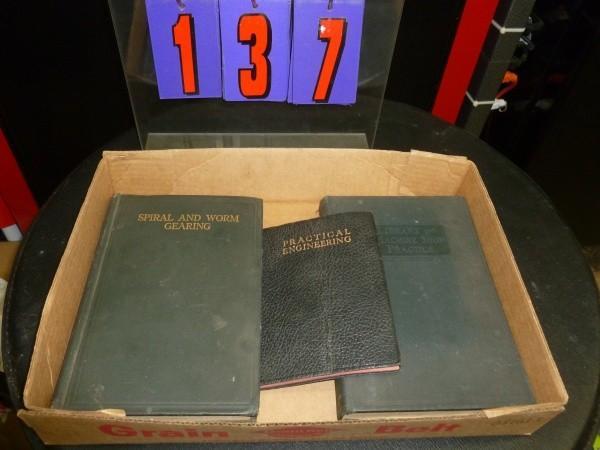 137
SPIRAL AND WORM
GEARING
PRACTICAL
ENGINEERING
LIBRARY OF
MACHINE SHOP
PRACTICE
Grain Belt